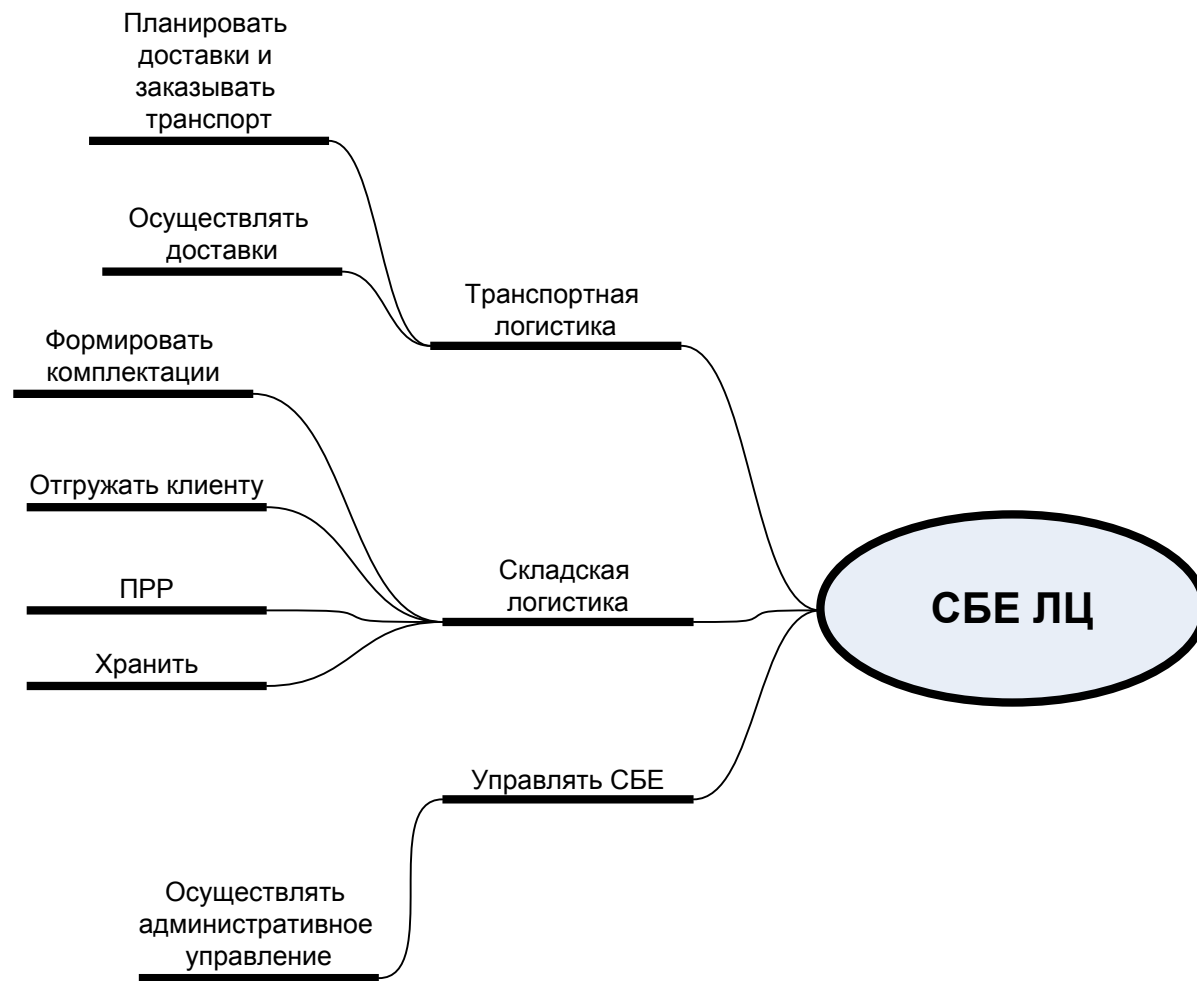 Планировать
доставки и
заказывать
транспорт
Осуществлять
доставки
Транспортная
логистика
Формировать
комплектации
Отгружать клиенту
ПРР
Хранить
Складская
логистика
СБЕ ЛЦ
Управлять СБЕ
Осуществлять
административное
управление